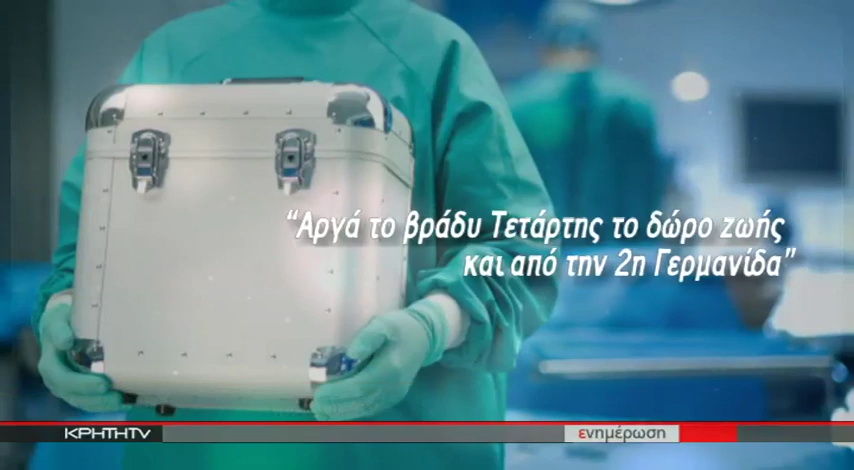 “Αργά το βράδυ Τετάρτης το δώρο ζωής
και από την 2η Γερμανίδα”
ΚΡΗΤΗTV
ενημέρωση